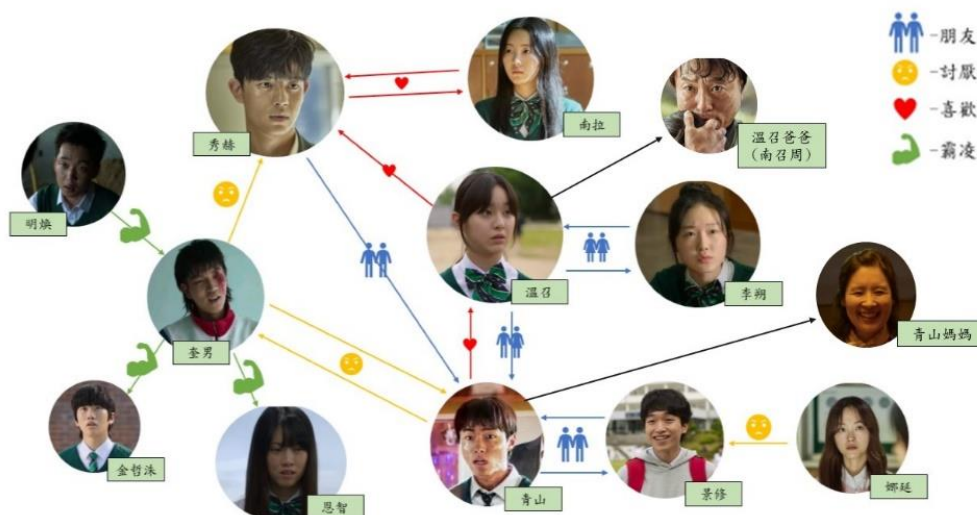 -朋友
-討厭
-喜歡
-霸凌
秀赫
南拉
溫召爸爸
(南召周)
明煥
溫召
李朔
奎男
青山媽媽
金哲洙
恩智
青山
景修
娜延